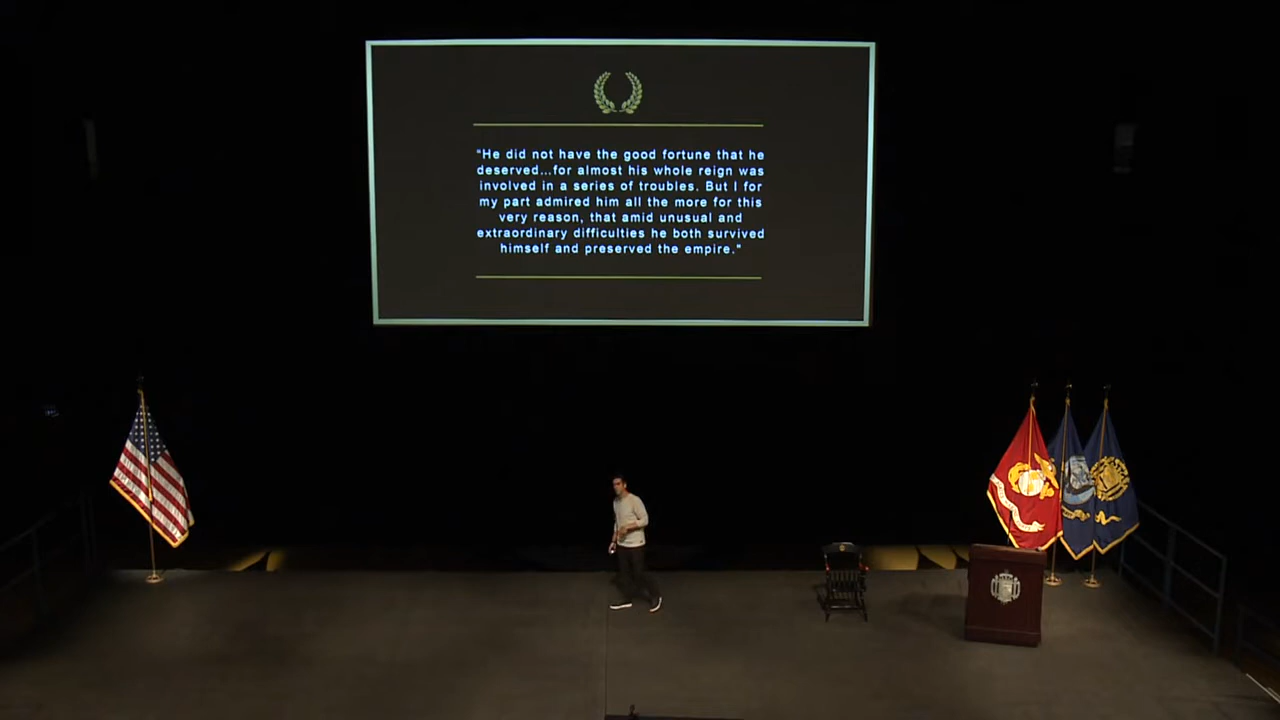 "He did not have the good fortune that he
deserved...for almost his whole reign was
involved in a series of troubles. But I for
my part admired him all the more for this
very reason, that amid unusual and
extraordinary difficulties he both survived
himself and preserved the empire."